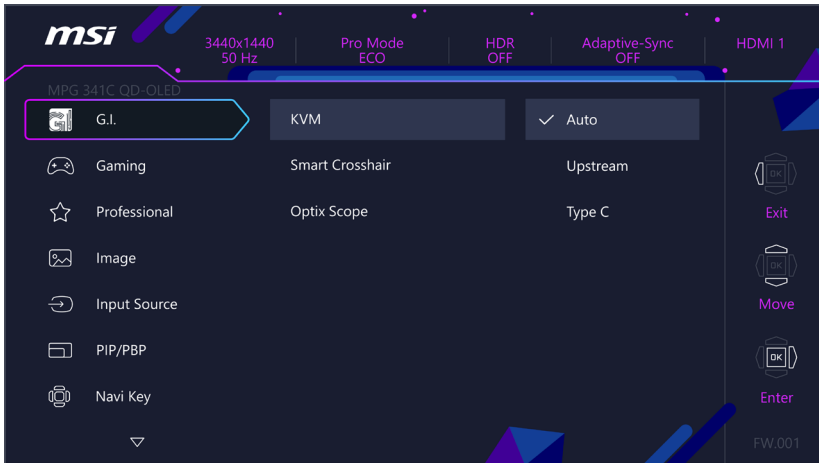 msi
3440x1440
50 Hz
Pro Mode
ECO
HDR
OFF
Adaptive-Sync
OFF
HDMI 1
MPG 341C QD-OLED
G.I.
KVM
Auto
Gaming
Smart Crosshair
Upstream
OK
Professional
Optix Scope
Type C
Exit
Image
OK
Input Source
Move
PIP/PBP
OK
Navi Key
Enter
FW.001